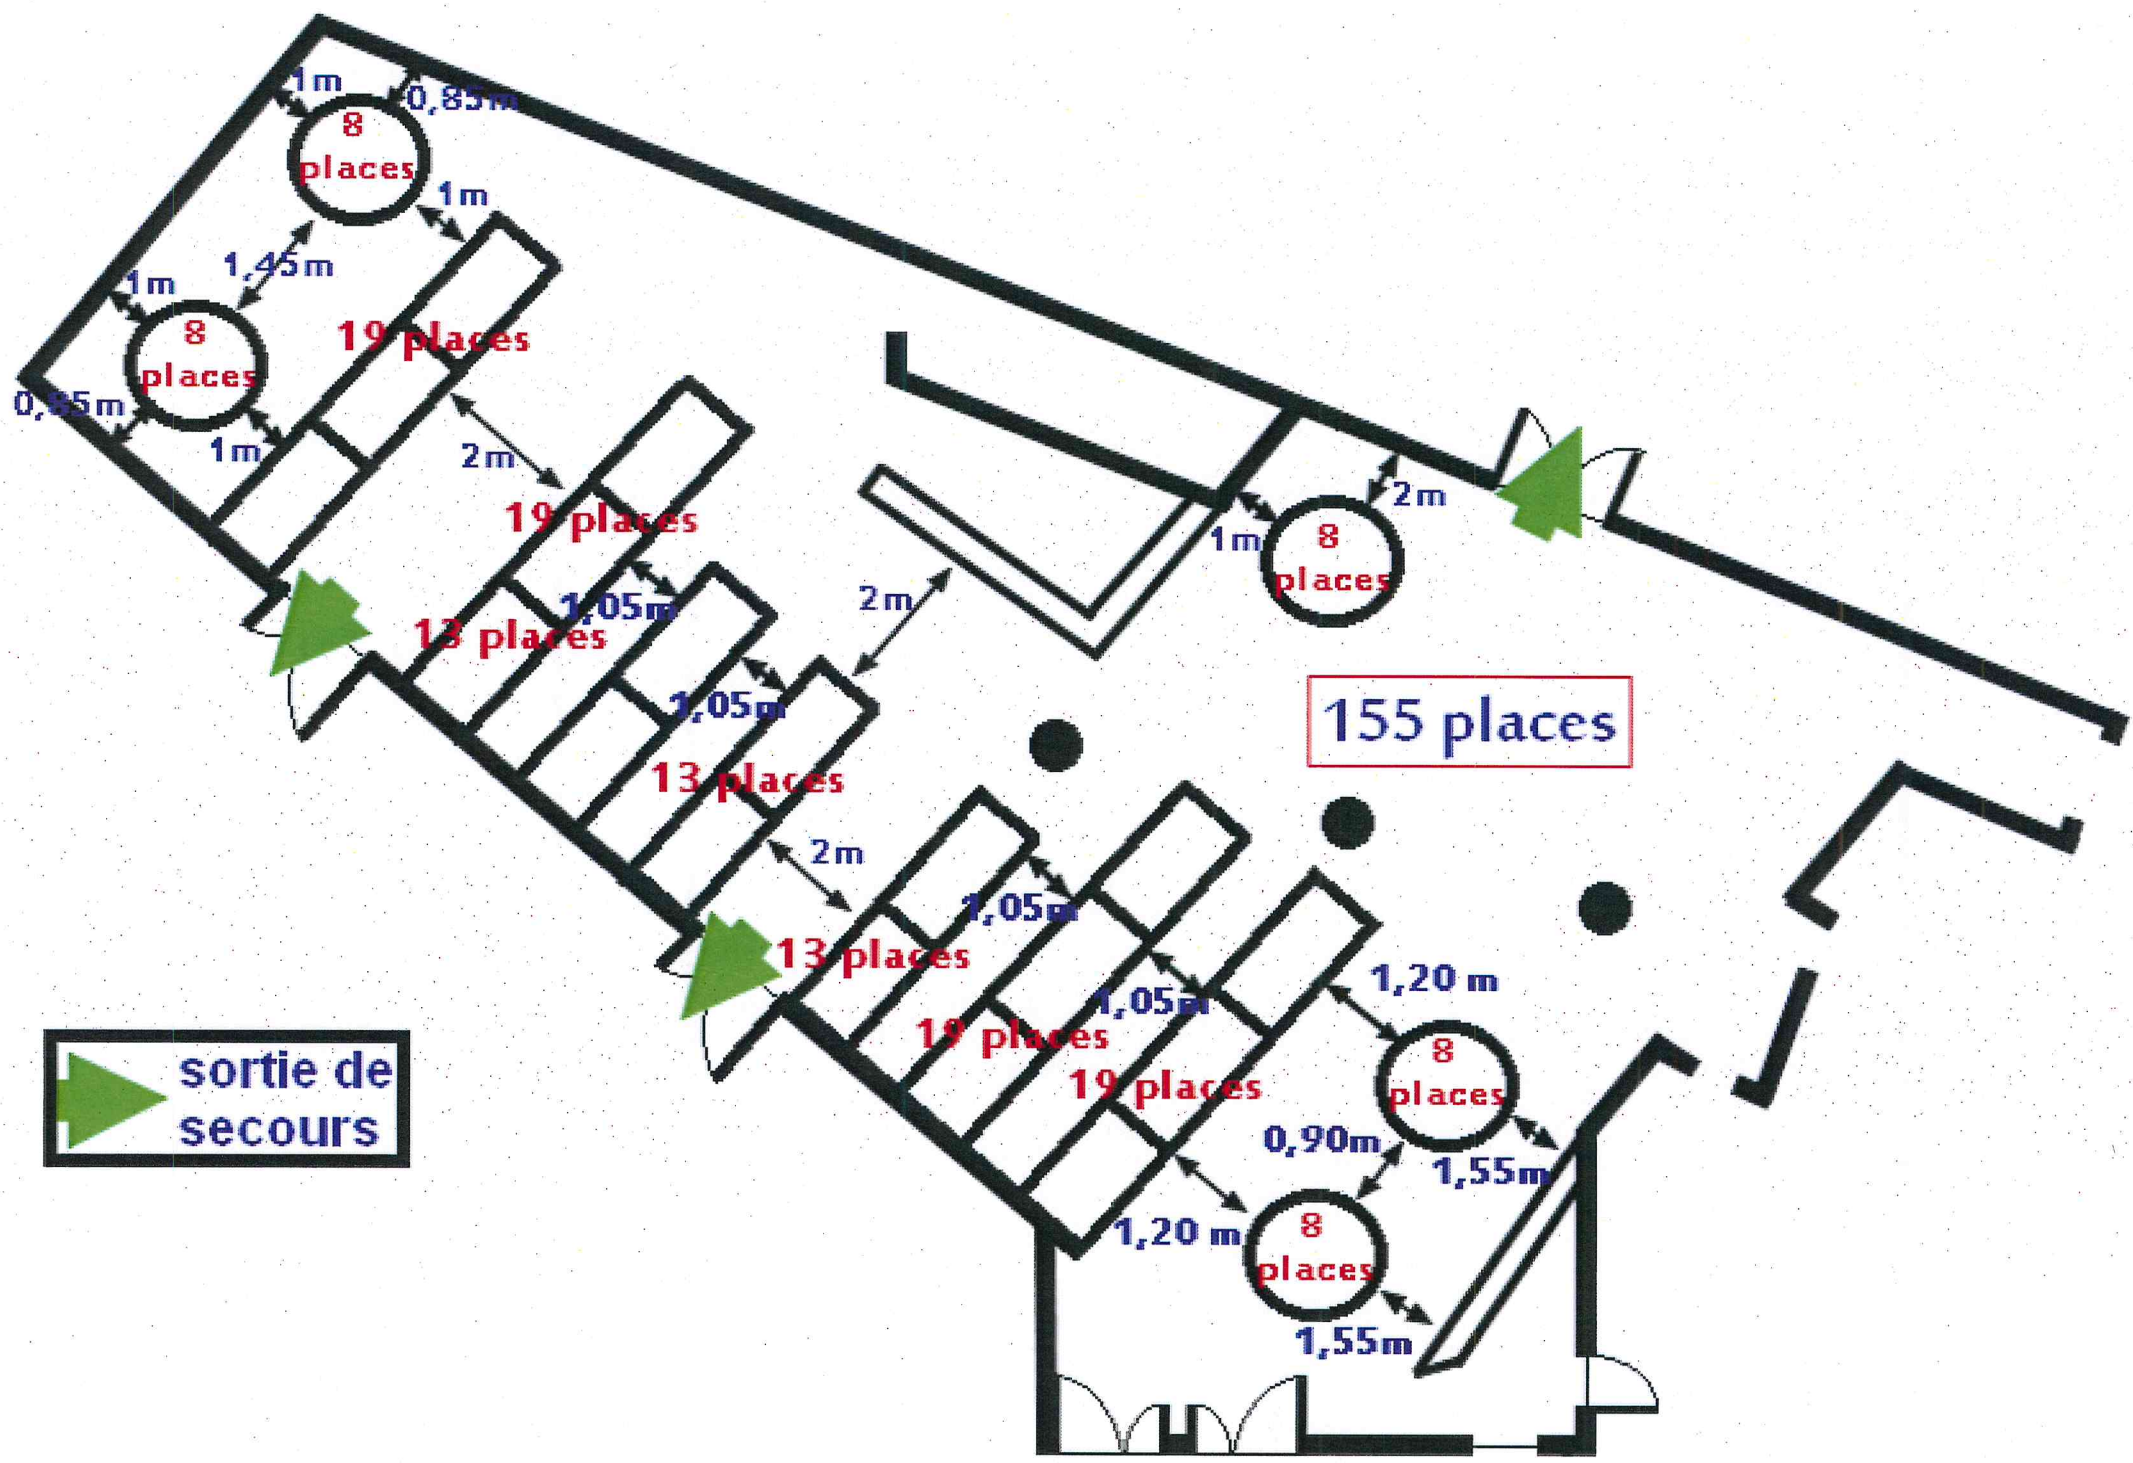 1m
0,85m
8
places
1m
1,45m
1m
8
places
19 places
0,85m
1m
2m
2m
1m
8
places
19 places
1,05m
2m
13 places
1,05m
155 places
13 places
2m
1,05m
13 places
1,20 m
1,05m
19 places
8
places
19 places
sortie de
secours
0,90m
1,55m
1,20 m
8
places
1,55m